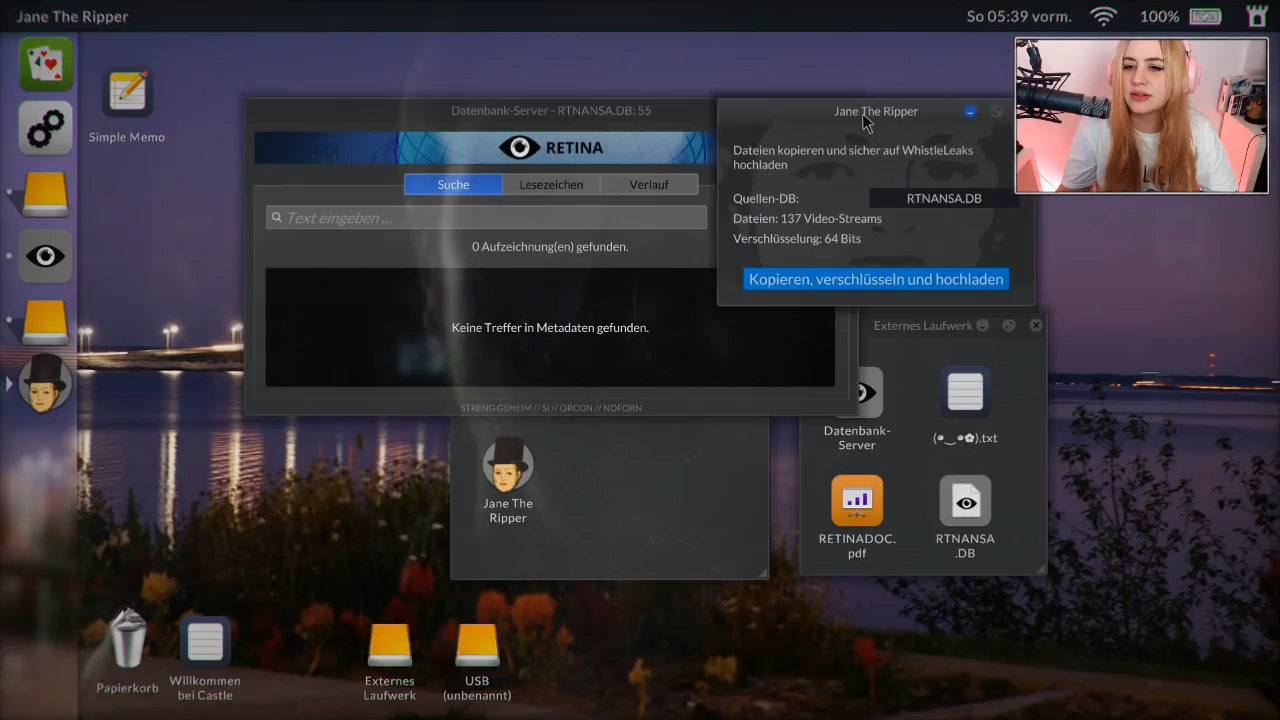 Jane The Ripper
So 05:39 vorm.
100%
Simple Memo
Datenbank-Server - RTNANSA.DB: 55
RETINA
Suche
Lesezeichen
Verlauf
Text eingeben ...
0 Aufzeichnung(en) gefunden.
Keine Treffer in Metadaten gefunden.
STRENG GEHEIM // SI // ORCON // NOFORN
Jane The Ripper
Dateien kopieren und sicher auf WhistleLeaks
hochladen
Quellen-DB:
RTNANSA.DB
Dateien: 137 Video-Streams
Verschlüsselung: 64 Bits
Kopieren, verschlüsseln und hochladen
Externes Laufwerk
Datenbank-
Server
(◕‿◕✿).txt
RETINADOC.
pdf
RTNANSA
.DB
Jane The
Ripper
Papierkorb
Willkommen
bei Castle
Externes
Laufwerk
USB
(unbenannt)